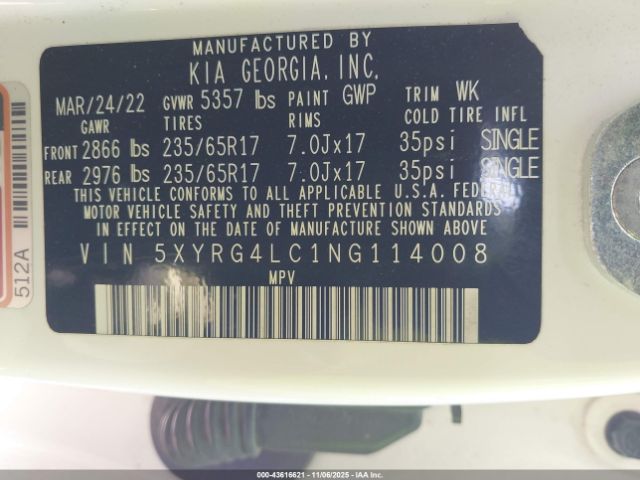 MANUFACTURED BY
KIA GEORGIA, INC.
MAR/24/22 GVWR 5357 lbs PAINT GWP TRIM WK
GAWR TIRES RIMS COLD TIRE INFL
FRONT 2866 lbs 235/65R17 7.0Jx17 35psi SINGLE
REAR 2976 lbs 235/65R17 7.0Jx17 35psi SINGLE
THIS VEHICLE CONFORMS TO ALL APPLICABLE U.S.A. FEDERAL
MOTOR VEHICLE SAFETY AND THEFT PREVENTION STANDARDS
IN EFFECT ON THE DATE OF MANUFACTURE SHOWN ABOVE
VIN 5XYRG4LC1NG114008
MPV
512A
000-43616621 | 11/06/2025 - ©COPYRIGHT IAA, INC.